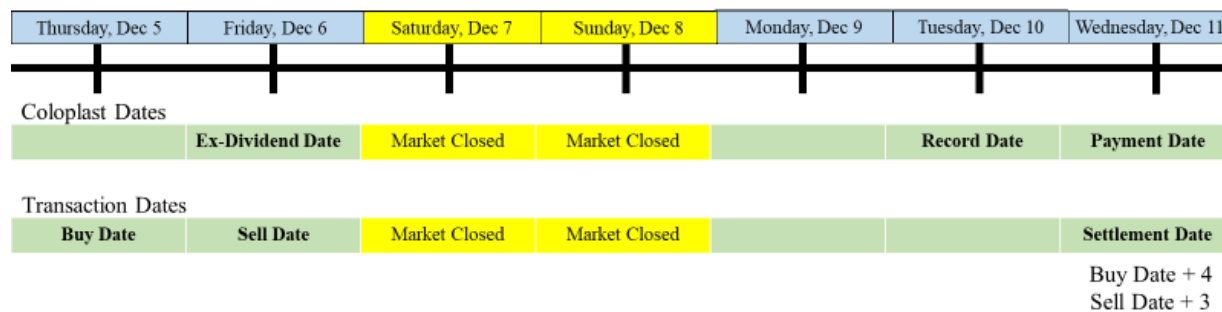 Thursday, Dec 5 Friday, Dec 6 Saturday, Dec 7 Sunday, Dec 8 Monday, Dec 9 Tuesday, Dec 10 Wednesday, Dec 11
Coloplast Dates
Ex-Dividend Date Market Closed Market Closed Record Date Payment Date
Transaction Dates
Buy Date Sell Date Market Closed Market Closed Settlement Date
Buy Date + 4
Sell Date + 3